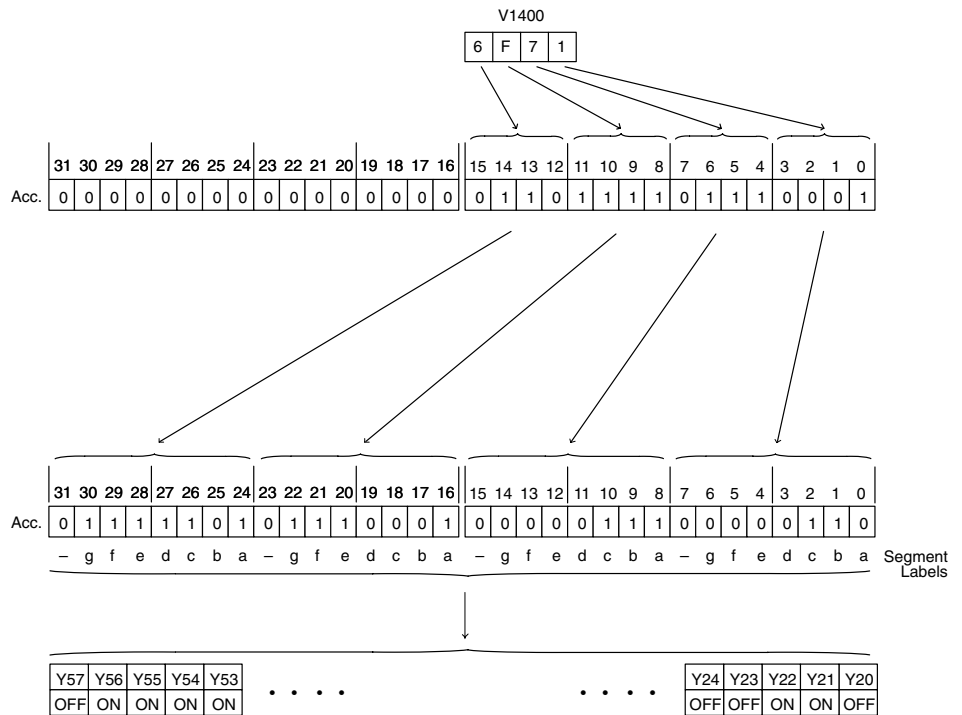 V1400
6 F 7 1
31 30 29 28 27 26 25 24 23 22 21 20 19 18 17 16 15 14 13 12 11 10 9 8 7 6 5 4 3 2 1 0
Acc. 0 0 0 0 0 0 0 0 0 0 0 0 0 0 0 0 0 1 1 0 1 1 1 1 0 1 1 1 0 0 0 1
31 30 29 28 27 26 25 24 23 22 21 20 19 18 17 16 15 14 13 12 11 10 9 8 7 6 5 4 3 2 1 0
Acc. 0 1 1 1 1 1 0 1 0 1 1 1 0 0 0 1 0 0 0 0 0 1 1 1 0 0 0 0 0 1 1 0
– g f e d c b a – g f e d c b a – g f e d c b a – g f e d c b a Segment
Labels
Y57 Y56 Y55 Y54 Y53 • • • • • • • • Y24 Y23 Y22 Y21 Y20
OFF ON ON ON ON OFF OFF ON ON OFF